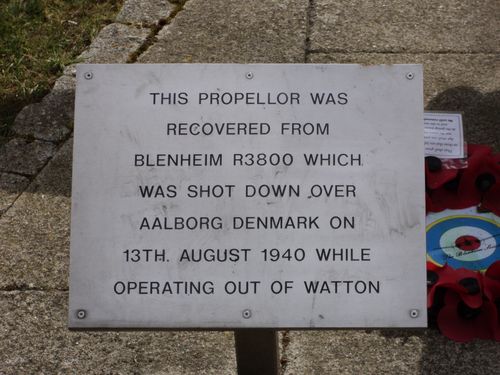 THIS PROPELLOR WAS
RECOVERED FROM
BLENHEIM R3800 WHICH
WAS SHOT DOWN OVER
AALBORG DENMARK ON
13TH. AUGUST 1940 WHILE
OPERATING OUT OF WATTON